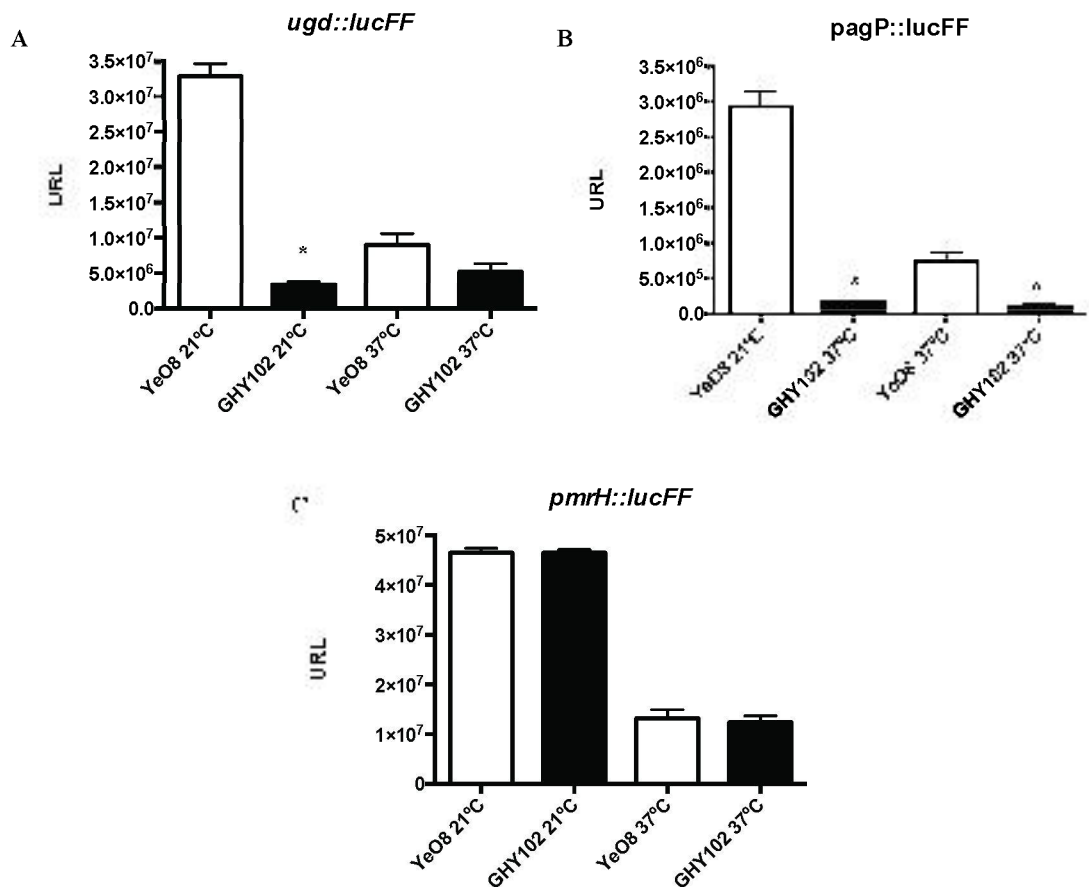 A
ugd::lucFF
3.5×10⁷
3.0×10⁷
2.5×10⁷
2.0×10⁷
1.5×10⁷
1.0×10⁷
5.0×10⁶
0.0
URL
*
YeO8 21ºC
GHY102 21ºC
YeO8 37ºC
GHY102 37ºC
B
pagP::lucFF
3.5×10⁶
3.0×10⁶
2.5×10⁶
2.0×10⁶
1.5×10⁶
1.0×10⁶
5.0×10⁵
0.0
URL
YeO8 21ºC
GHY102 37ºC
YeO8 37ºC
GHY102 37ºC
pmrH::lucFF
5×10⁷
4×10⁷
3×10⁷
2×10⁷
1×10⁷
0
URL
YeO8 21ºC
GHY102 21ºC
YeO8 37ºC
GHY102 37ºC